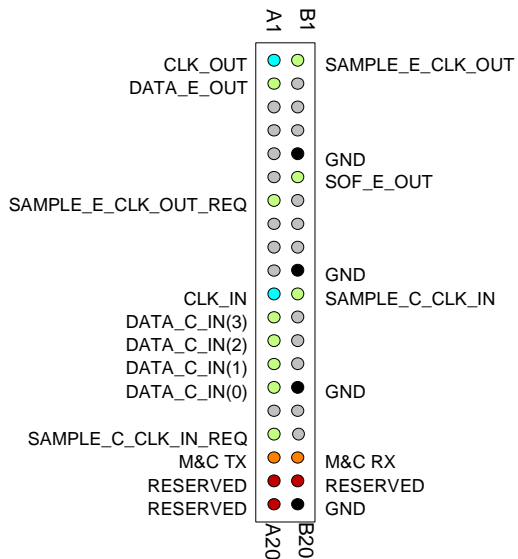 A1 B1
CLK_OUT SAMPLE_E_CLK_OUT
DATA_E_OUT
GND
SOF_E_OUT
SAMPLE_E_CLK_OUT_REQ
GND
CLK_IN SAMPLE_C_CLK_IN
DATA_C_IN(3)
DATA_C_IN(2)
DATA_C_IN(1)
DATA_C_IN(0) GND
SAMPLE_C_CLK_IN_REQ
M&C TX M&C RX
RESERVED RESERVED
RESERVED GND
A20 B20